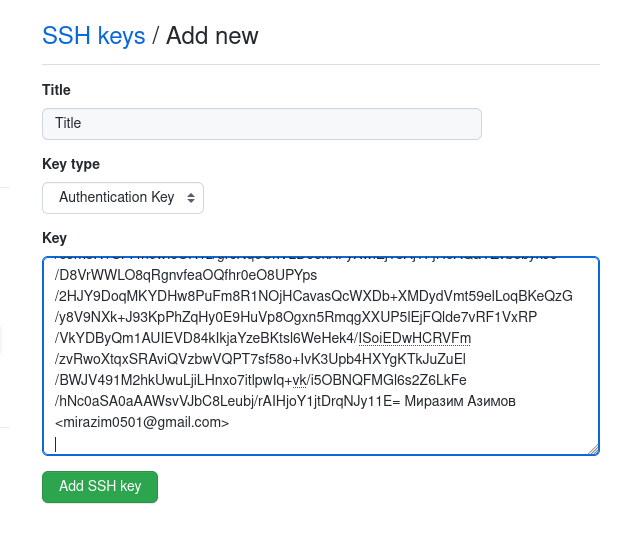 SSH keys / Add new
Title
Title
Key type
Authentication Key
Key
/D8VrWWLO8qRgnvfeaOQfhr0eO8UPYps
/2HJY9DoqMKYDHw8PuFm8R1NOjHCavasQcWXDb+XMDydVmt59elLoqBKeQzG
/y8V9NXk+J93KpPhZqHy0E9HuVp8Ogxn5RmqgXXUP5lEjFQlde7vRF1VxRP
/VkYDByQm1AUIEVD84kIkjaYzeBKtsl6WeHek4/ISoiEDwHCRVFm
/zvRwoXtqxSRAviQVzbwVQPT7sf58o+IvK3Upb4HXYgKTkJuZuEl
/BWJV491M2hkUwuLjiLHnxo7itlpwIq+vk/i5OBNQFMGl6s2Z6LkFe
/hNc0aSA0aAAWsvVJbC8Leubj/rAIHjoY1jtDrqNJy11E= Миразим Азимов
<mirazim0501@gmail.com>
Add SSH key